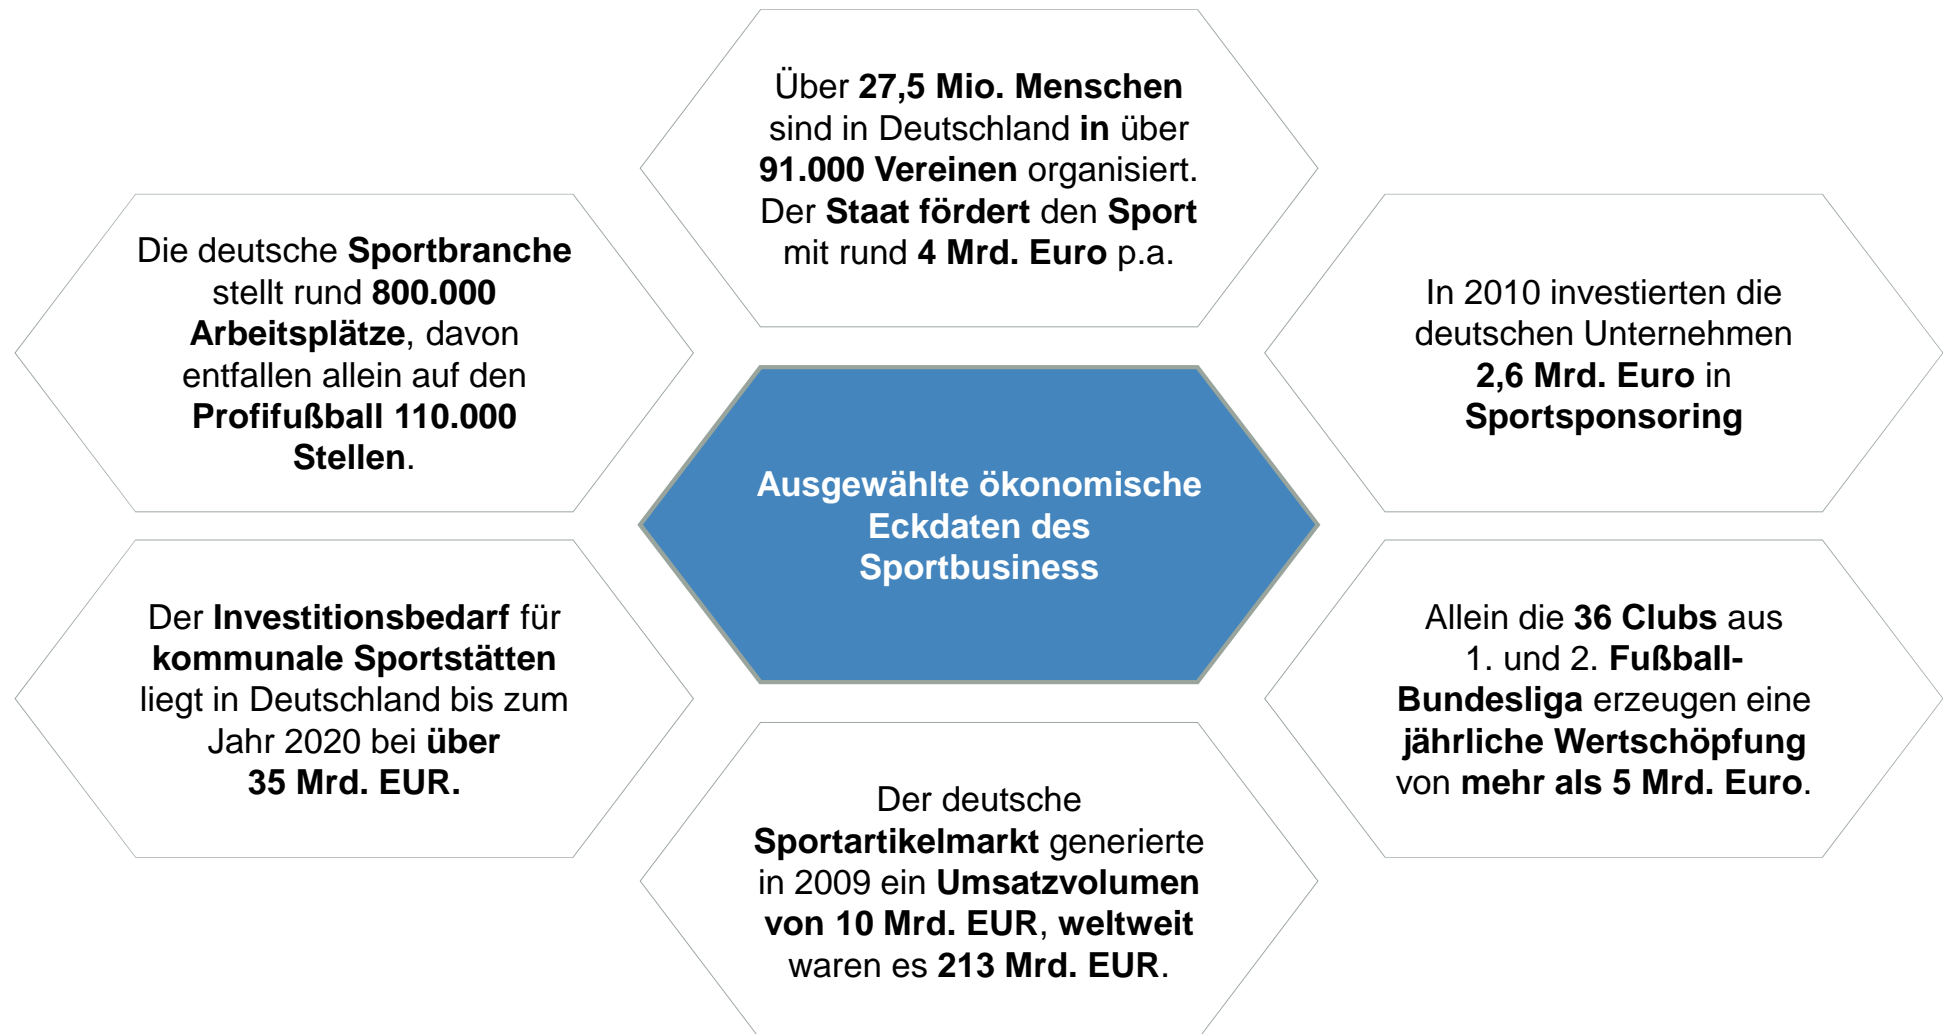 Über 27,5 Mio. Menschen
sind in Deutschland in über
91.000 Vereinen organisiert.
Der Staat fördert den Sport
mit rund 4 Mrd. Euro p.a.
Die deutsche Sportbranche
stellt rund 800.000
Arbeitsplätze, davon
entfallen allein auf den
Profifußball 110.000
Stellen.
In 2010 investierten die
deutschen Unternehmen
2,6 Mrd. Euro in
Sportsponsoring
Ausgewählte ökonomische
Eckdaten des
Sportbusiness
Der Investitionsbedarf für
kommunale Sportstätten
liegt in Deutschland bis zum
Jahr 2020 bei über
35 Mrd. EUR.
Allein die 36 Clubs aus
1. und 2. Fußball-
Bundesliga erzeugen eine
jährliche Wertschöpfung
von mehr als 5 Mrd. Euro.
Der deutsche
Sportartikelmarkt generierte
in 2009 ein Umsatzvolumen
von 10 Mrd. EUR, weltweit
waren es 213 Mrd. EUR.